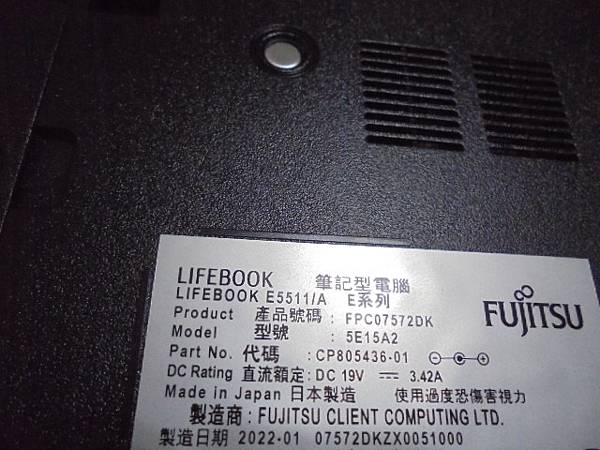 LIFEBOOK 筆記型電腦
FUJITSU
LIFEBOOK E5511/A E系列
Product 產品號碼 : FPC07572DK
Model 型號 : 5E15A2
Part No. 代碼 : CP805436-01
DC Rating 直流額定: DC 19V 3.42A
Made in Japan 日本製造 使用過度恐傷害視力
製造商 : FUJITSU CLIENT COMPUTING LTD.
製造日期 2022-01 07572DKZX0051000